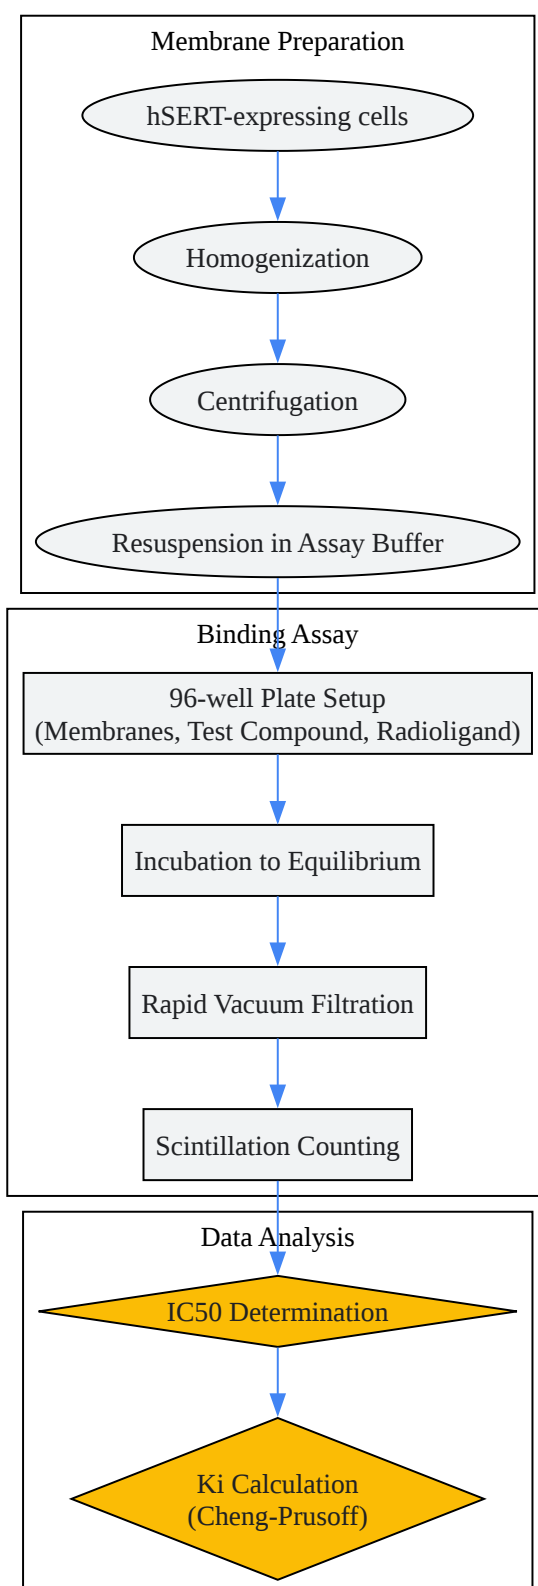 Membrane Preparation
hSERT-expressing cells
Homogenization
Centrifugation
Resuspension in Assay Buffer
Binding Assay
96-well Plate Setup
(Membranes, Test Compound, Radioligand)
Incubation to Equilibrium
Rapid Vacuum Filtration
Scintillation Counting
Data Analysis
IC50 Determination
Ki Calculation
(Cheng-Prusoff)